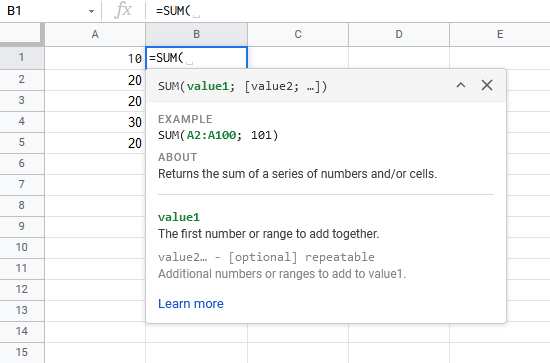 B1 fx =SUM(
A B C D E
1 10 =SUM(
SUM(value1; [value2; …])
2 20
3 20
EXAMPLE
4 30
SUM(A2:A100; 101)
5 20
ABOUT
6
Returns the sum of a series of numbers and/or cells.
7
8
9
value1
The first number or range to add together.
10
value2… - [optional] repeatable
11
Additional numbers or ranges to add to value1.
12
Learn more
13
14
15